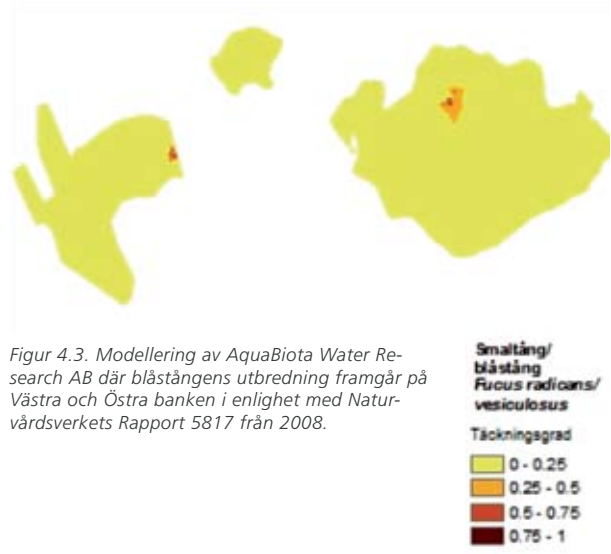 Figur 4.3. Modellering av AquaBiota Water Re-
search AB där blåstångens utbredning framgår på
Västra och Östra banken i enlighet med Natur-
vårdsverkets Rapport 5817 från 2008.
Smaltång/
blåstång
Fucus radicans/
vesiculosus
Täckningsgrad
0 - 0.25
0.25 - 0.5
0.5 - 0.75
0.75 - 1